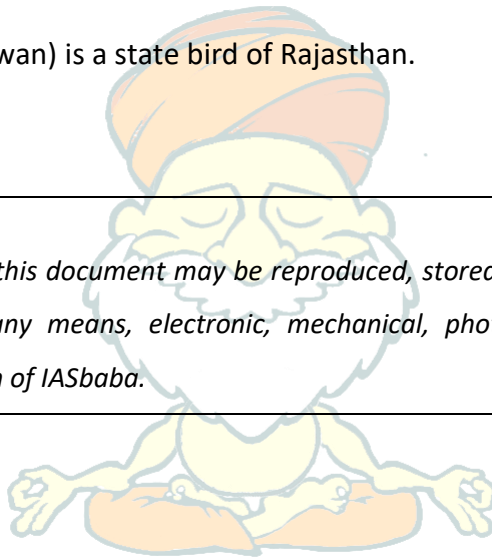 wan) is a state bird of Rajasthan.
this document may be reproduced, stored
any means, electronic, mechanical, pho
of IASbaba.